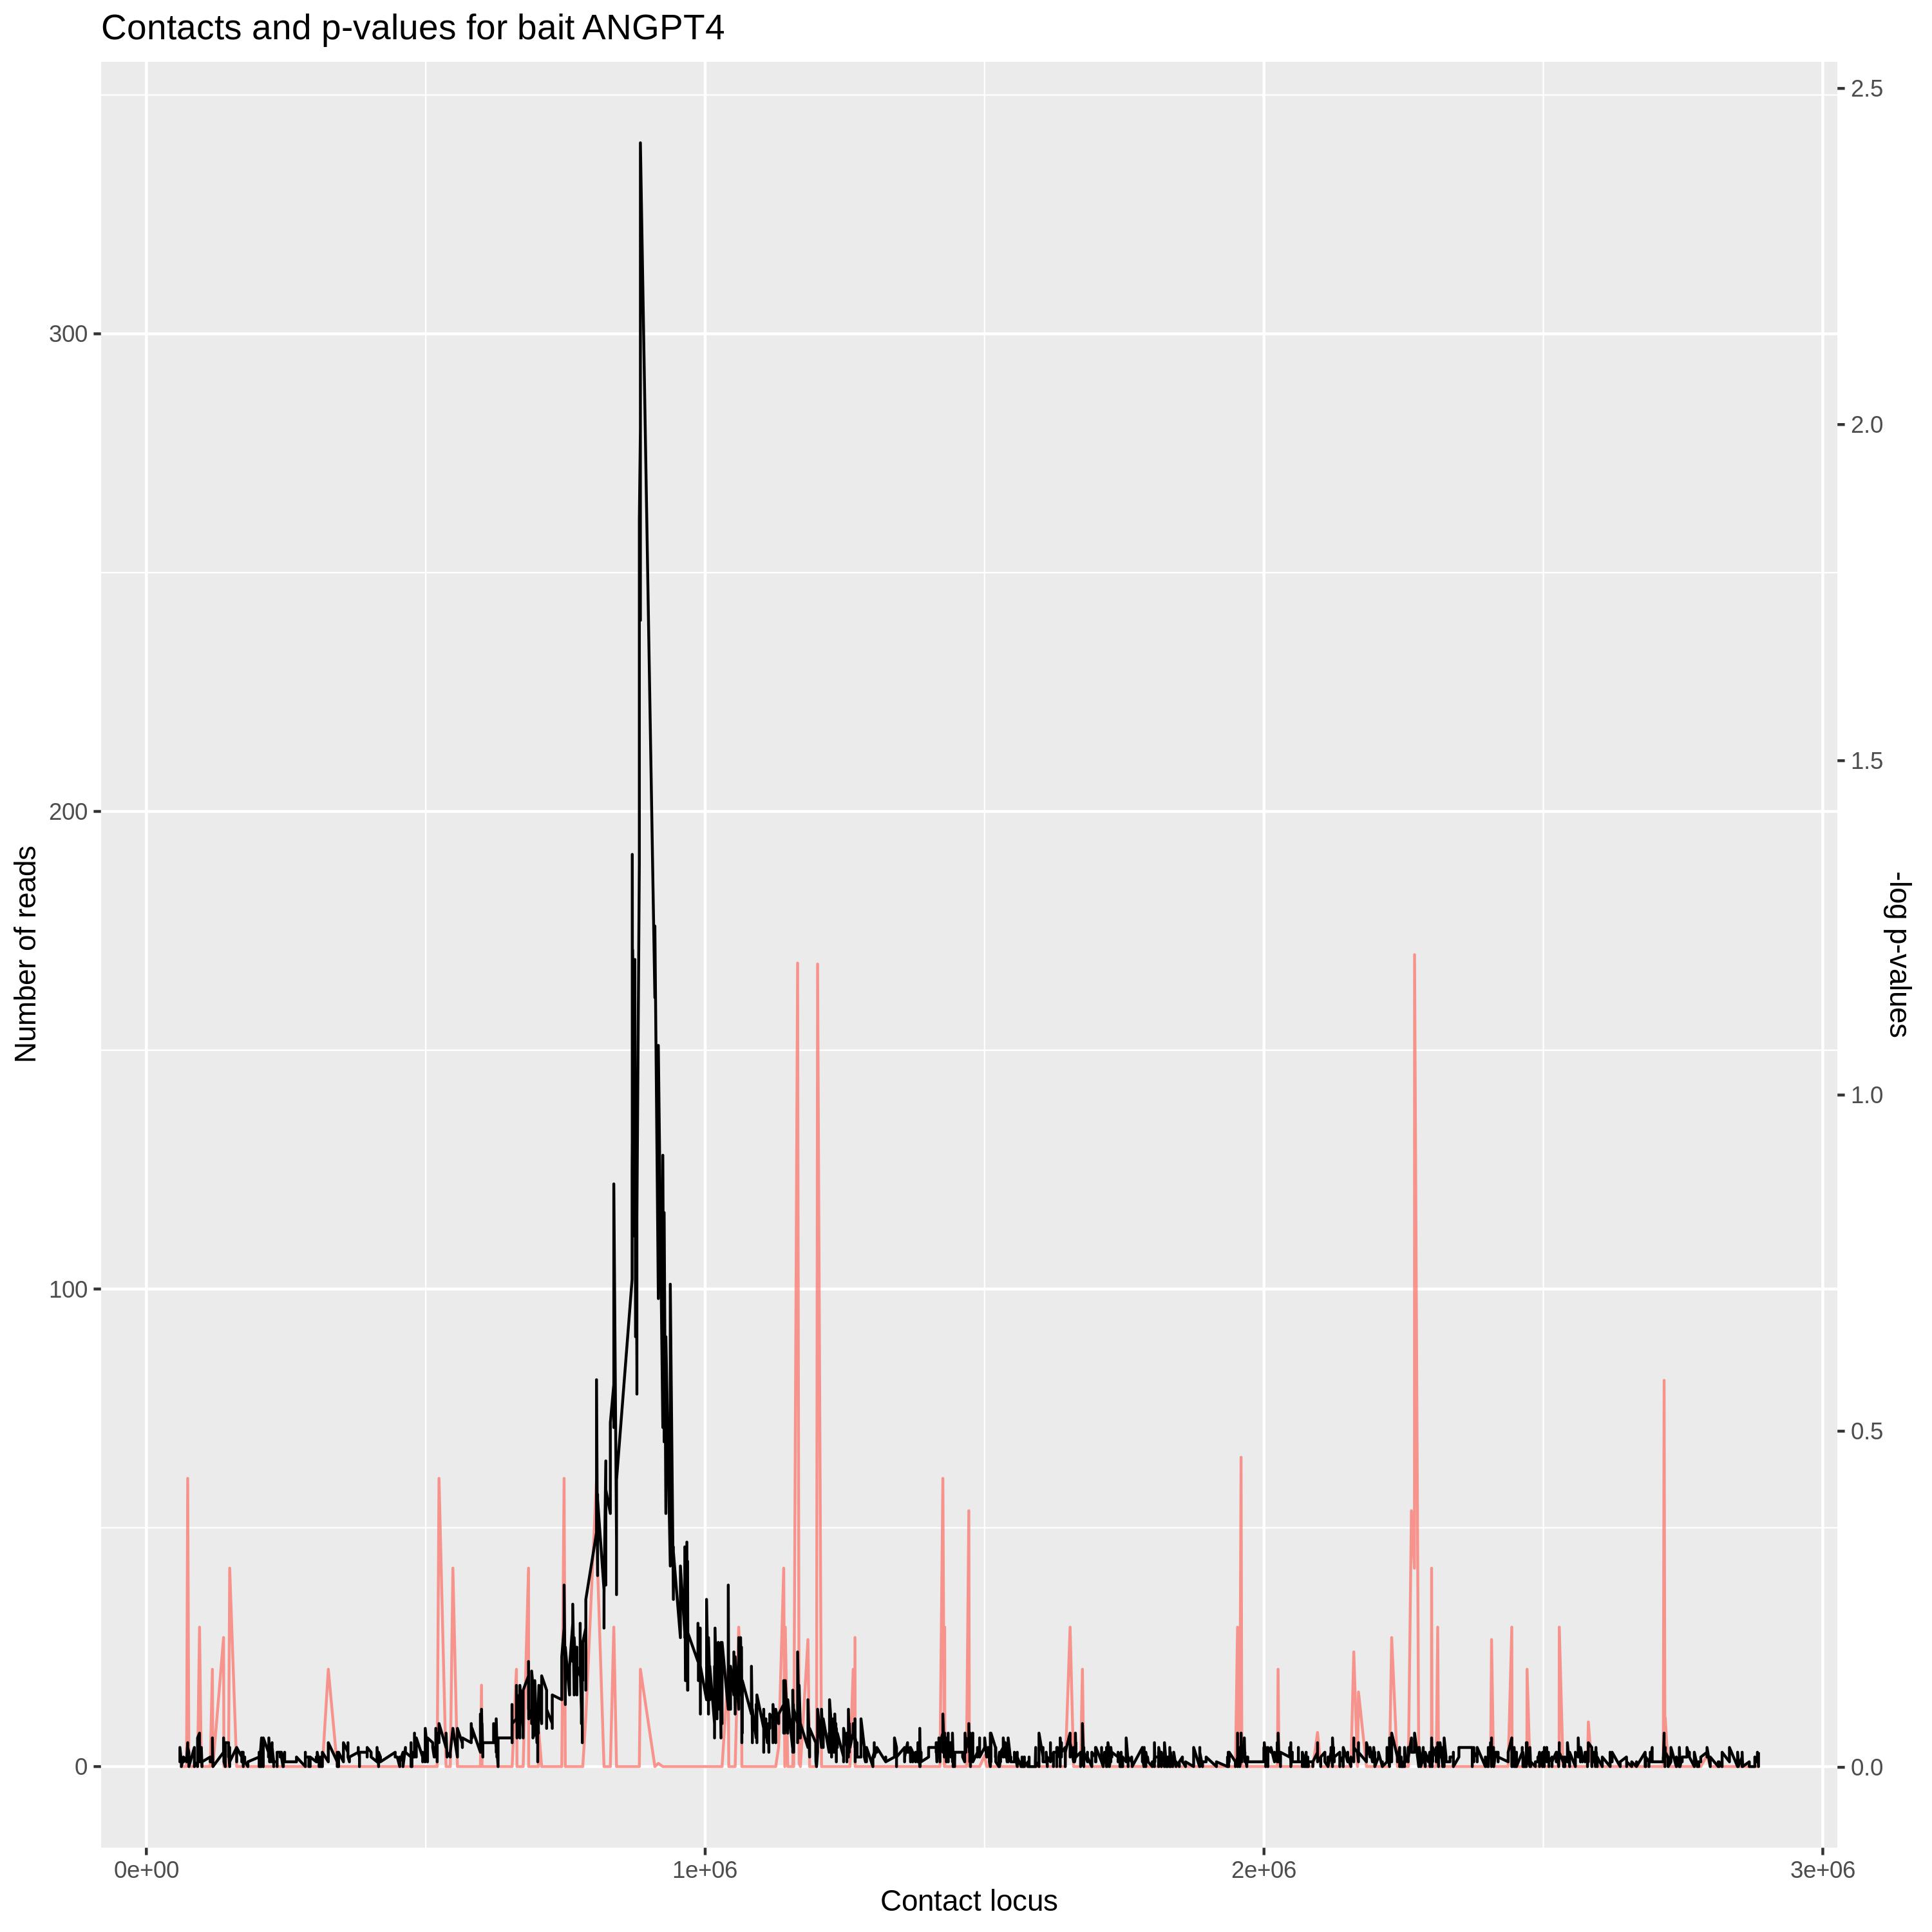 Contacts and p-values for bait ANGPT4
Number of reads
300
200
100
0
2.5
2.0
1.5
1.0
0.5
0.0
-log p-values
0e+00
1e+06
2e+06
3e+06
Contact locus